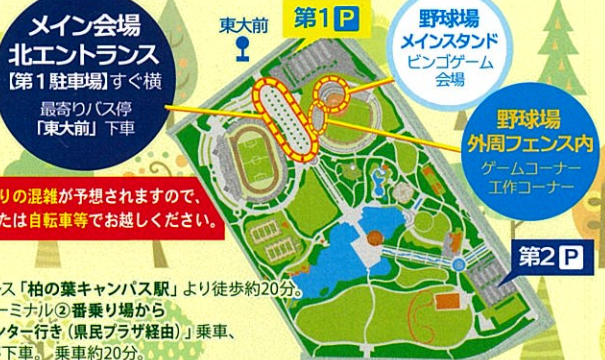 メイン会場
北エントランス
【第1駐車場】すぐ横
最寄りバス停
「東大前」下車
東大前
第1 P
野球場
メインスタンド
ビンゴゲーム
会場
野球場
外周フェンス内
ゲームコーナー
工作コーナー
りの混雑が予想されますので、
たは自転車等でお越しください。
第2 P
ス「柏の葉キャンパス駅」より徒歩約20分。
ーミナル②番乗り場から
ンター行き(県民プラザ経由)」乗車、
下車。 乗車約20分。